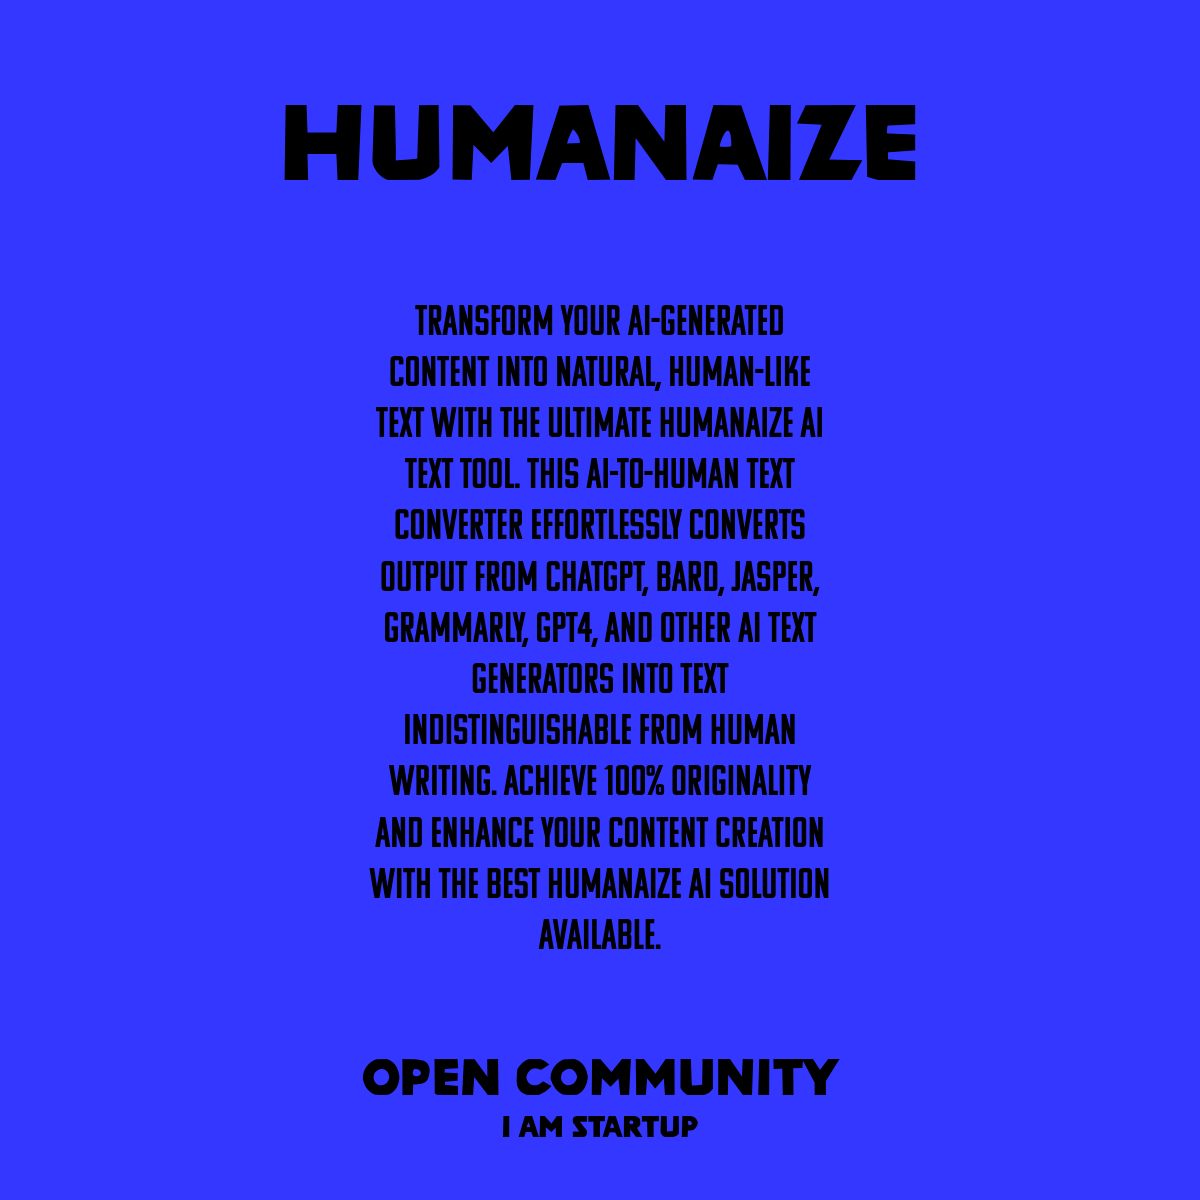 HUMANAIZE
TRANSFORM YOUR AI-GENERATED
CONTENT INTO NATURAL, HUMAN-LIKE
TEXT WITH THE ULTIMATE HUMANAIZE AI
TEXT TOOL. THIS AI-TO-HUMAN TEXT
CONVERTER EFFORTLESSLY CONVERTS
OUTPUT FROM CHATGPT, BARD, JASPER,
GRAMMARLY, GPT4, AND OTHER AI TEXT
GENERATORS INTO TEXT
INDISTINGUISHABLE FROM HUMAN
WRITING. ACHIEVE 100% ORIGINALITY
AND ENHANCE YOUR CONTENT CREATION
WITH THE BEST HUMANAIZE AI SOLUTION
AVAILABLE.
OPEN COMMUNITY
I AM STARTUP